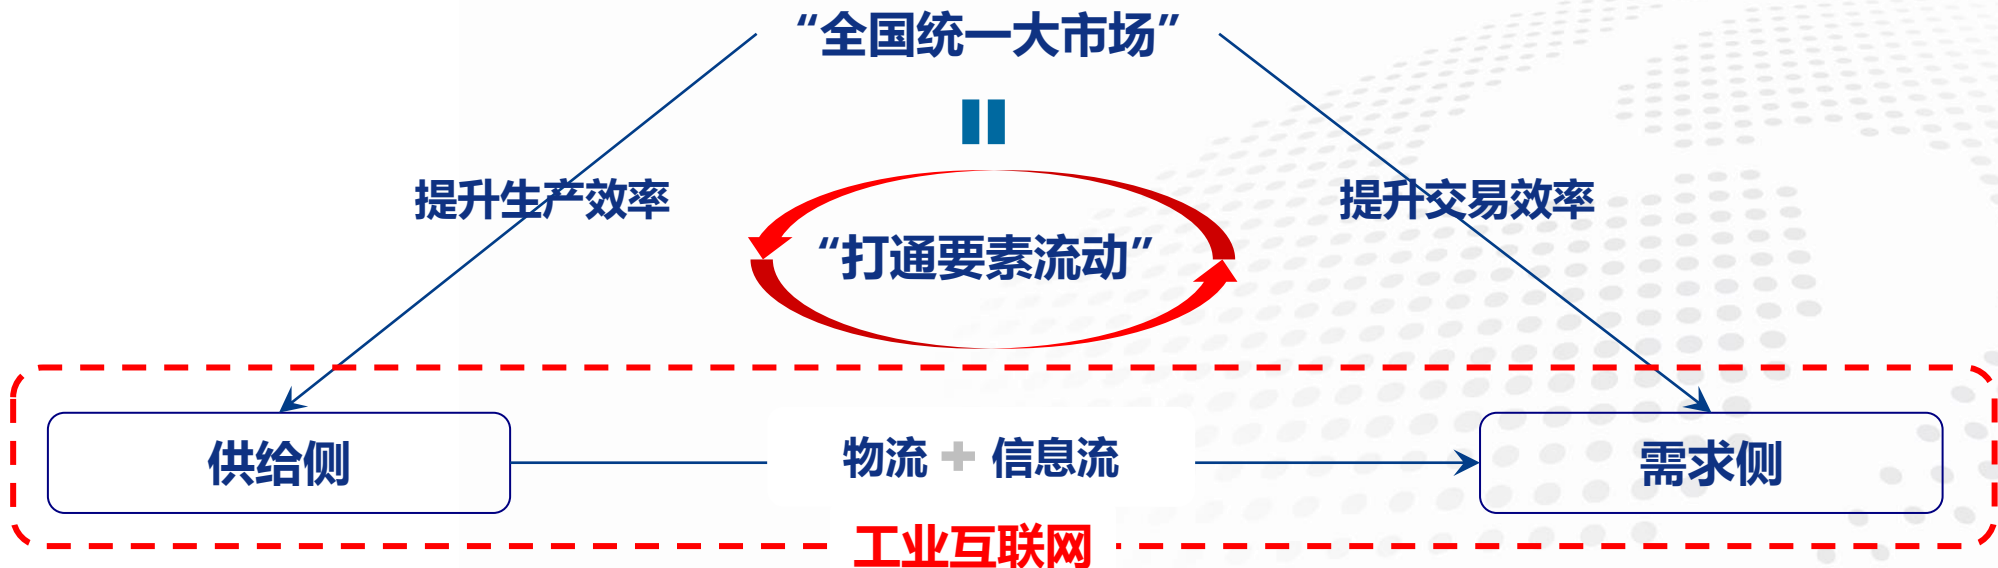 “全国统一大市场”
提升生产效率
提升交易效率
“打通要素流动”
供给侧
物流 + 信息流
需求侧
工业互联网